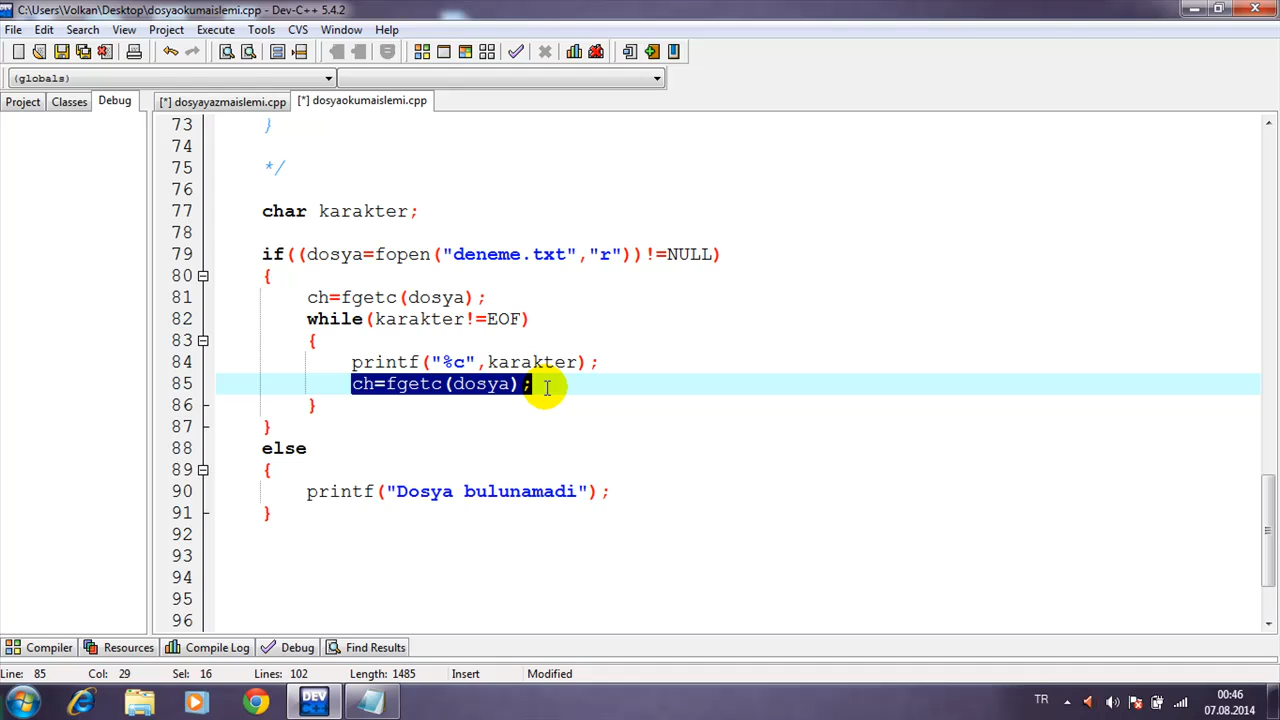 C:\Users\Volkan\Desktop\dosyaokumaislemi.cpp - Dev-C++ 5.4.2
File Edit Search View Project Execute Tools CVS Window Help
(globals)
Project Classes Debug [*] dosyayazmaislemi.cpp [*] dosyaokumaislemi.cpp
73 }
74
75 */
76
77 char karakter;
78
79 if((dosya=fopen("deneme.txt","r"))!=NULL)
80 {
81 ch=fgetc(dosya);
82 while(karakter!=EOF)
83 {
84 printf("%c",karakter);
85 ch=fgetc(dosya);
86 }
87 }
88 else
89 {
90 printf("Dosya bulunamadi");
91 }
92
93
94
95
96
Compiler Resources Compile Log Debug Find Results
Line: 85 Col: 29 Sel: 16 Lines: 102 Length: 1485 Insert Modified
DEV C++ TR 00:46
07.08.2014